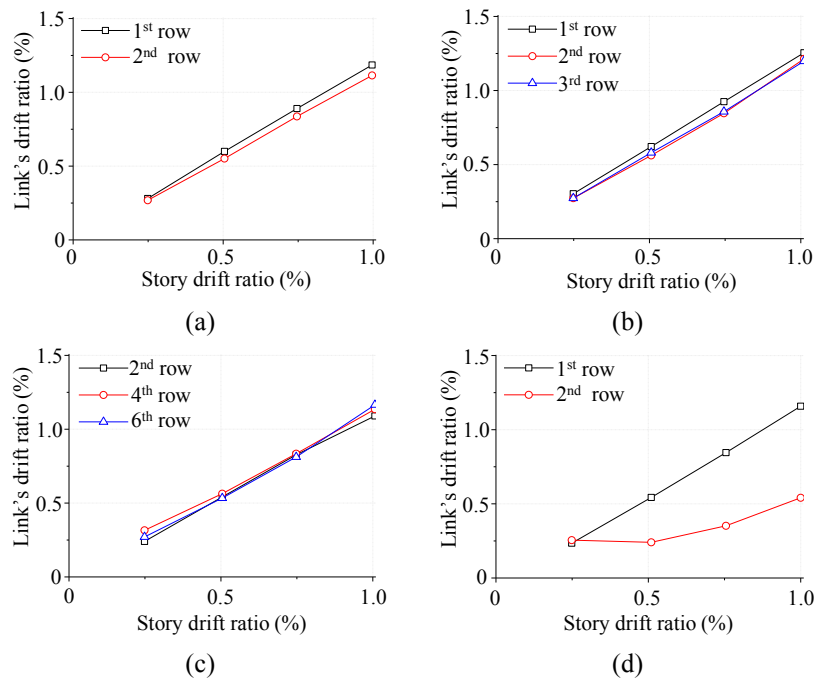 1st row
2nd row
Link's drift ratio (%)
1.5
1.0
0.5
0
0
0.5
1.0
Story drift ratio (%)
(a)
1st row
2nd row
3rd row
Link's drift ratio (%)
1.5
1.0
0.5
0
0
0.5
1.0
Story drift ratio (%)
(b)
2nd row
4th row
6th row
Link's drift ratio (%)
1.5
1.0
0.5
0
0
0.5
1.0
Story drift ratio (%)
(c)
1st row
2nd row
Link's drift ratio (%)
1.5
1.0
0.5
0
0
0.5
1.0
Story drift ratio (%)
(d)